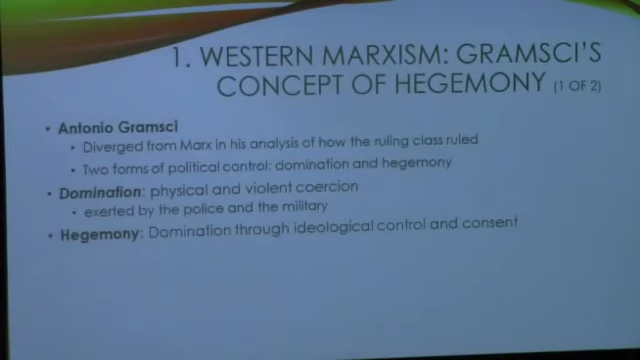 1. WESTERN MARXISM: GRAMSCI'S
CONCEPT OF HEGEMONY (1 OF 2)
• Antonio Gramsci
• Diverged from Marx in his analysis of how the ruling class ruled
• Two forms of political control: domination and hegemony
• Domination: physical and violent coercion
• exerted by the police and the military
• Hegemony: Domination through ideological control and consent